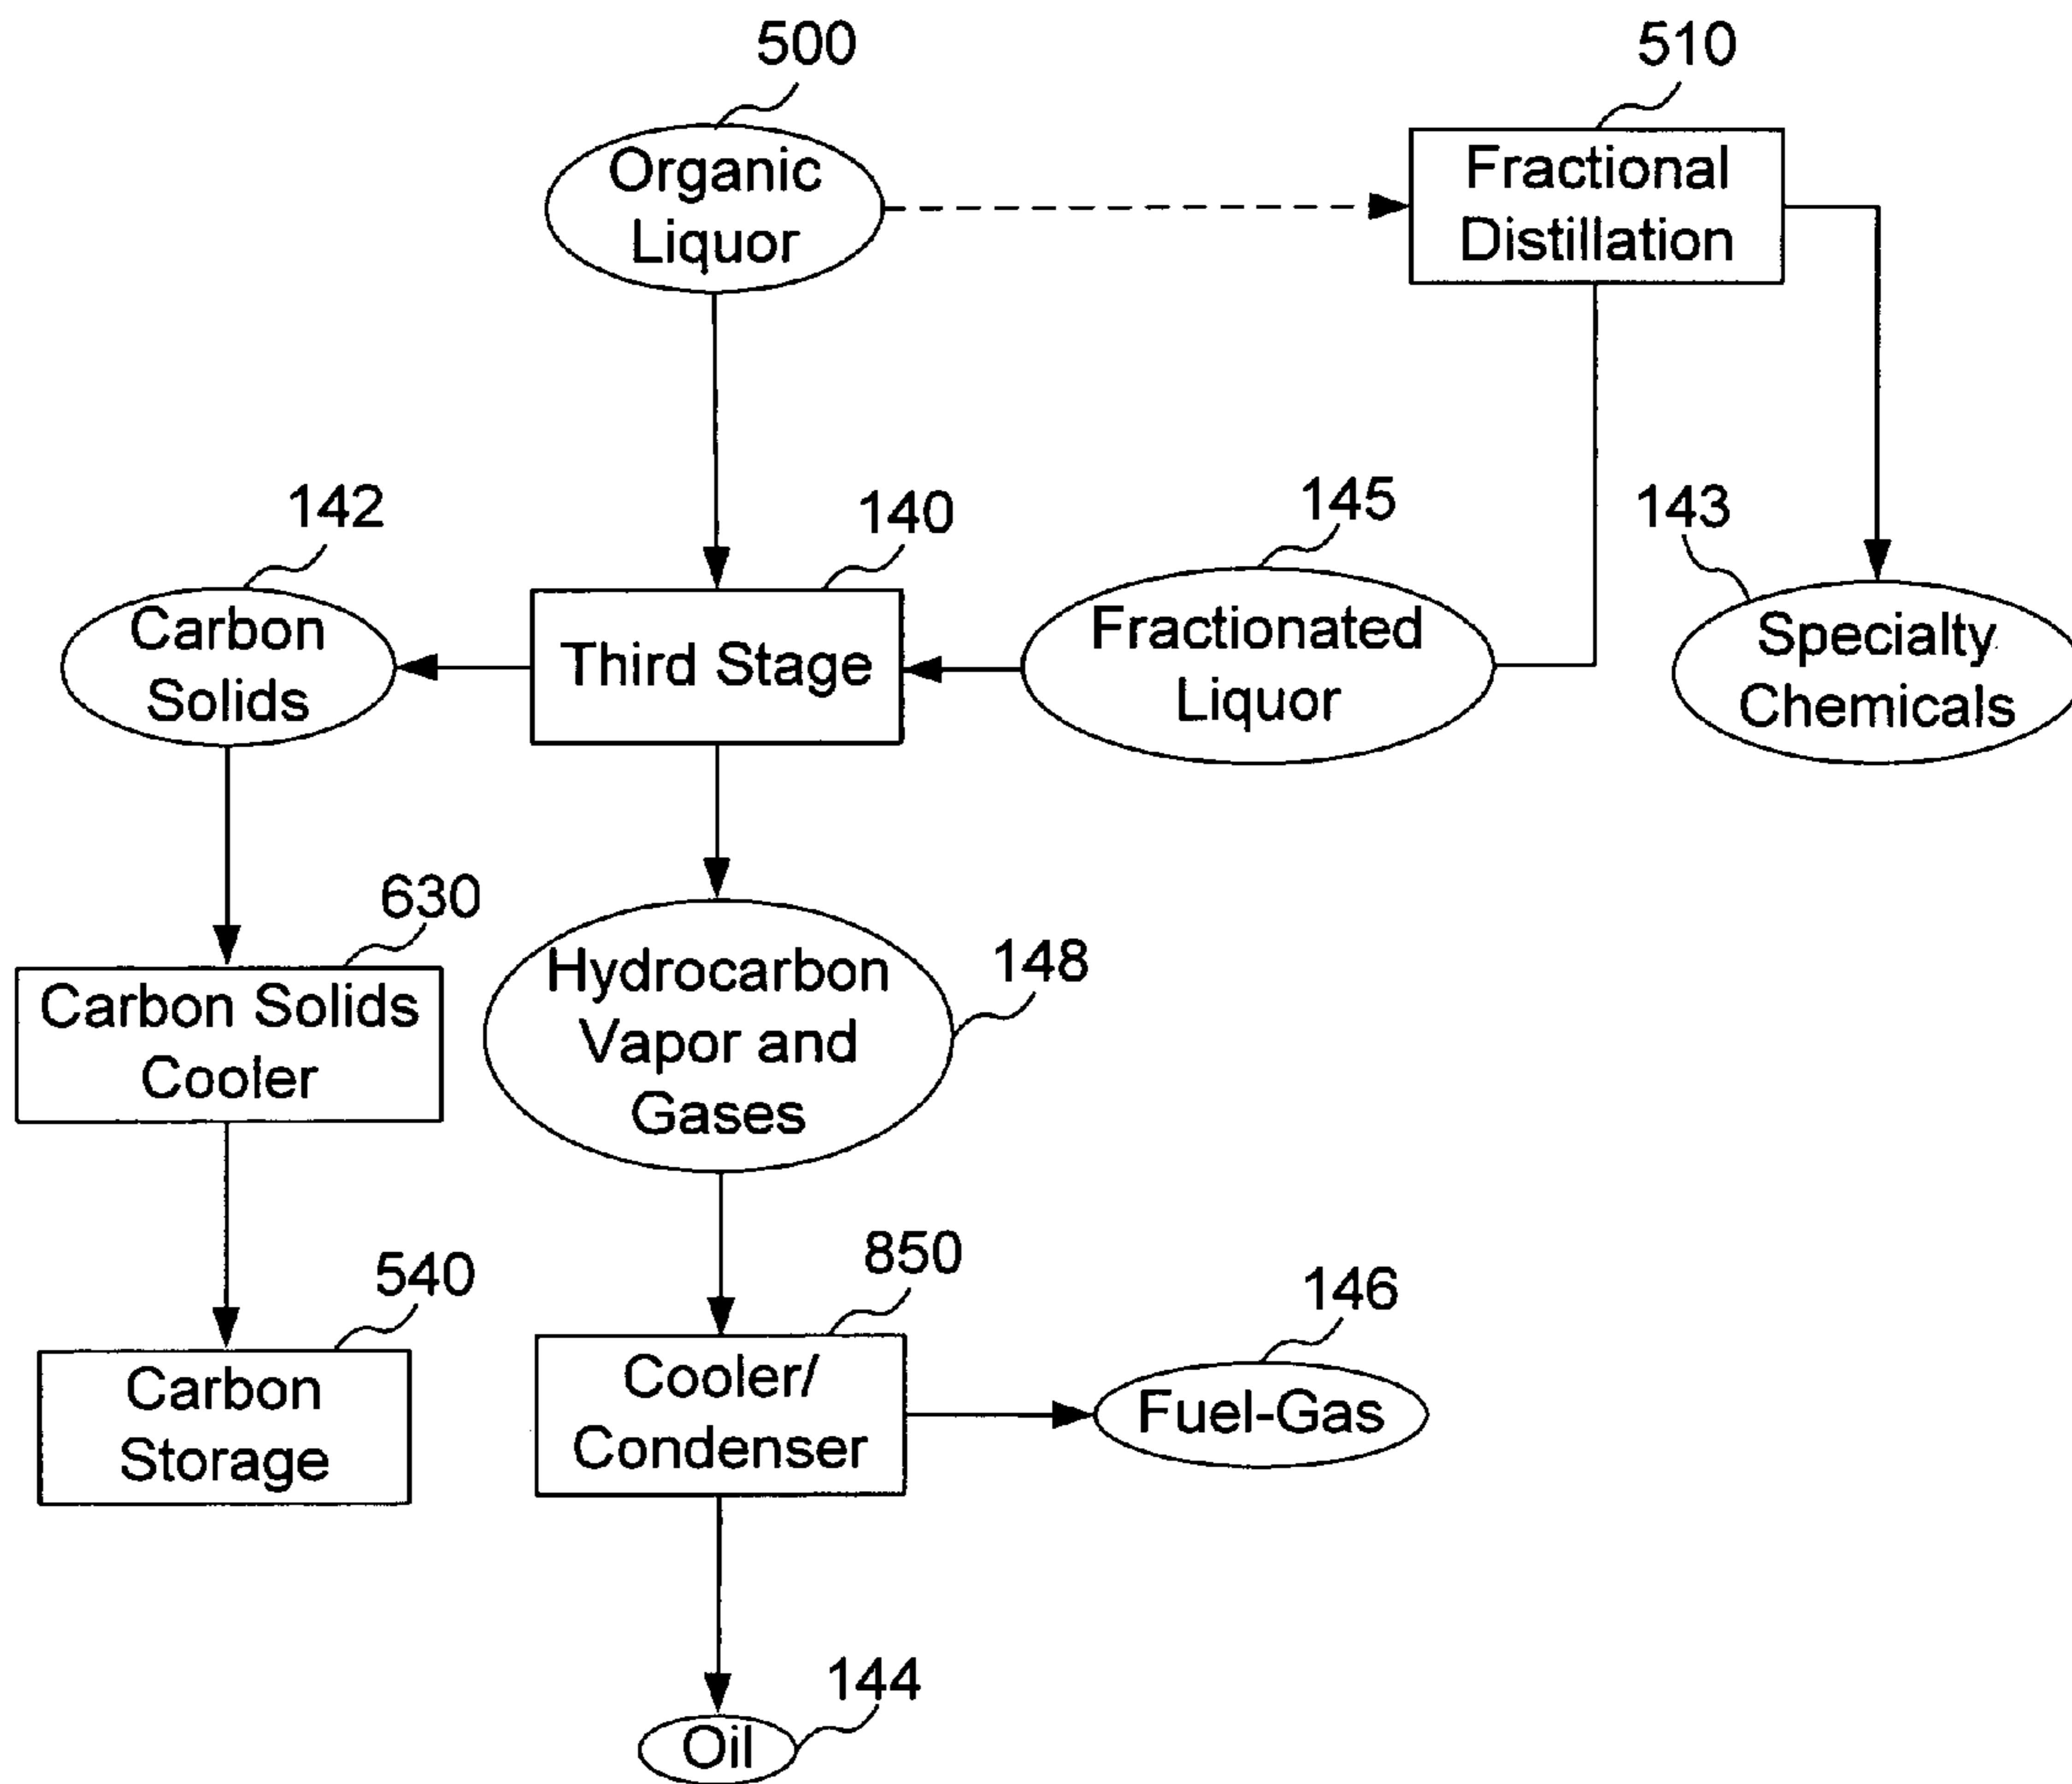 500
510
Organic
Liquor
Fractional
Distillation
142
140
145
143
Carbon
Solids
Third Stage
Fractionated
Liquor
Specialty
Chemicals
630
148
Carbon Solids
Cooler
Hydrocarbon
Vapor and
Gases
540
850
146
Carbon
Storage
Cooler/
Condenser
Fuel-Gas
144
Oil